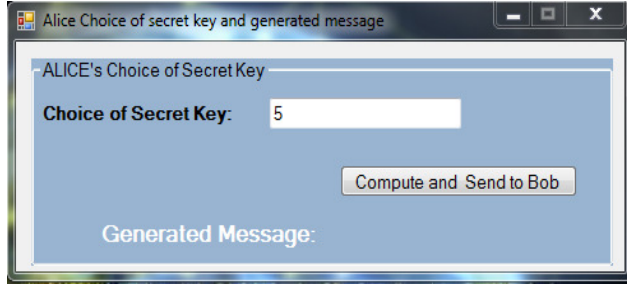 Alice Choice of secret key and generated message
ALICE's Choice of Secret Key
Choice of Secret Key: 5
Compute and Send to Bob
Generated Message: